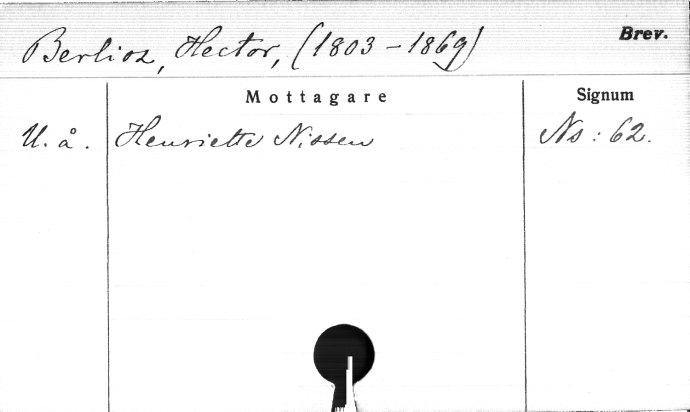 Berlioz, Hector, (1803-1869)
Brev.
Mottagare
Signum
U. å. Henriette Nissen Ns: 62.